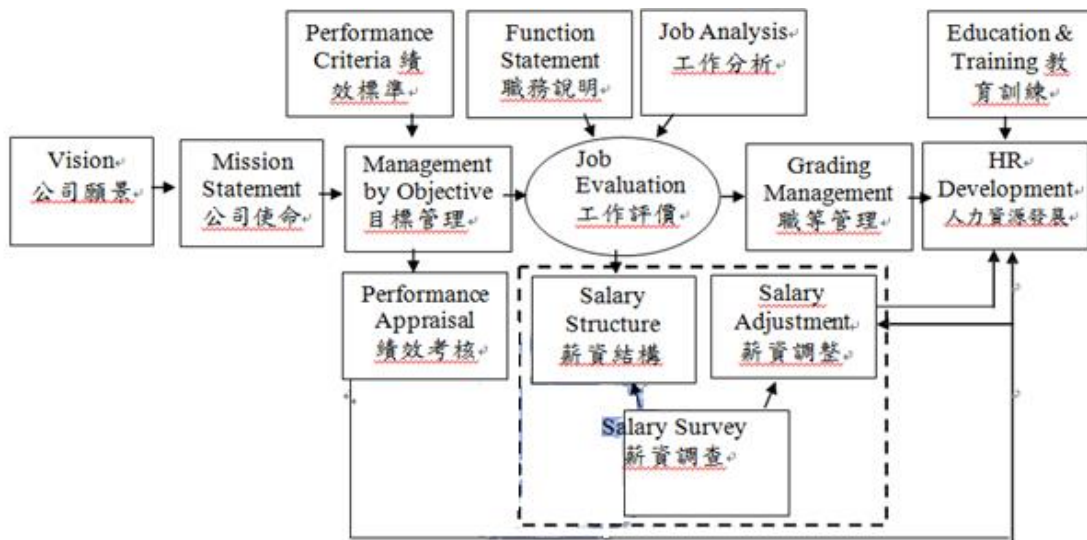 Performance
Criteria 績
效標準
Function
Statement
職務說明
Job Analysis
工作分析
Education &
Training 教
育訓練
Vision
公司願景
Mission
Statement
公司使命
Management
by Objective
目標管理
Job
Evaluation
工作評價
Grading
Management
職等管理
HR
Development
人力資源發展
Performance
Appraisal
績效考核
Salary
Structure
薪資結構
Salary
Adjustment
薪資調整
Salary Survey
薪資調查